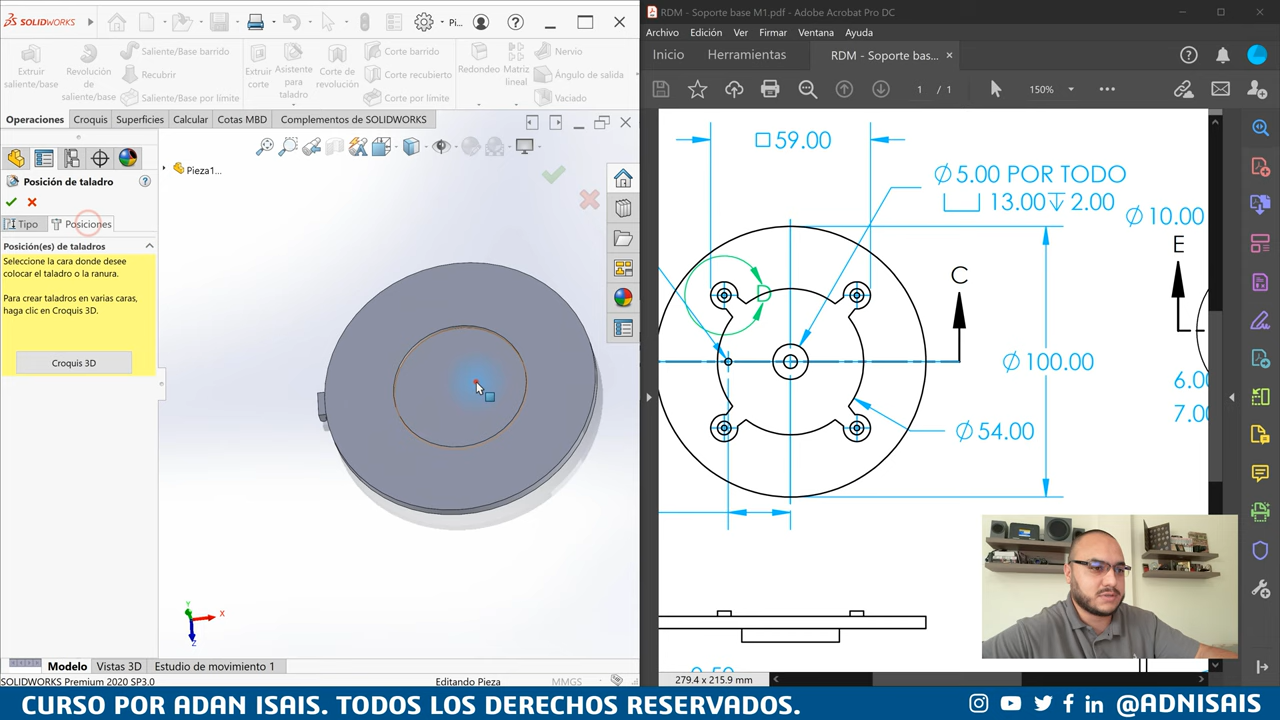 SOLIDWORKS
Pi...
Extruir saliente/base
Revolución de saliente/base
Saliente/Base barrido
Recubrir
Saliente/Base por límite
Extruir corte
Asistente para taladro
Corte de revolución
Corte barrido
Corte recubierto
Corte por límite
Redondeo
Matriz lineal
Nervio
Ángulo de salida
Vaciado
Operaciones
Croquis
Superficies
Calcular
Cotas MBD
Complementos de SOLIDWORKS
Posición de taladro
Tipo
Posiciones
Posición(es) de taladros
Seleccione la cara donde desee
colocar el taladro o la ranura.
Para crear taladros en varias caras,
haga clic en Croquis 3D.
Croquis 3D
Pieza1...
Y
X
Z
Modelo
Vistas 3D
Estudio de movimiento 1
SOLIDWORKS Premium 2020 SP3.0
Editando Pieza
MMGS
RDM - Soporte base M1.pdf - Adobe Acrobat Pro DC
Archivo Edición Ver Firmar Ventana Ayuda
Inicio
Herramientas
RDM - Soporte bas...
1 / 1
150%
□59.00
∅5.00 POR TODO
⌴ 13.00↧2.00
∅10.00
E
C
D
∅100.00
∅54.00
6.0
7.0
279.4 x 215.9 mm
CURSO POR ADAN ISAIS. TODOS LOS DERECHOS RESERVADOS.
@ADNISAIS